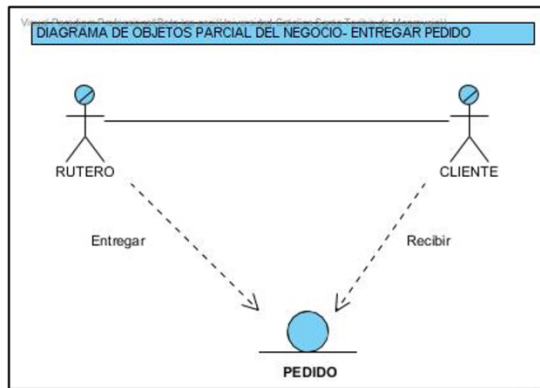 DIAGRAMA DE OBJETOS PARCIAL DEL NEGOCIO- ENTREGAR PEDIDO
RUTERO
CLIENTE
Entregar
Recibir
PEDIDO